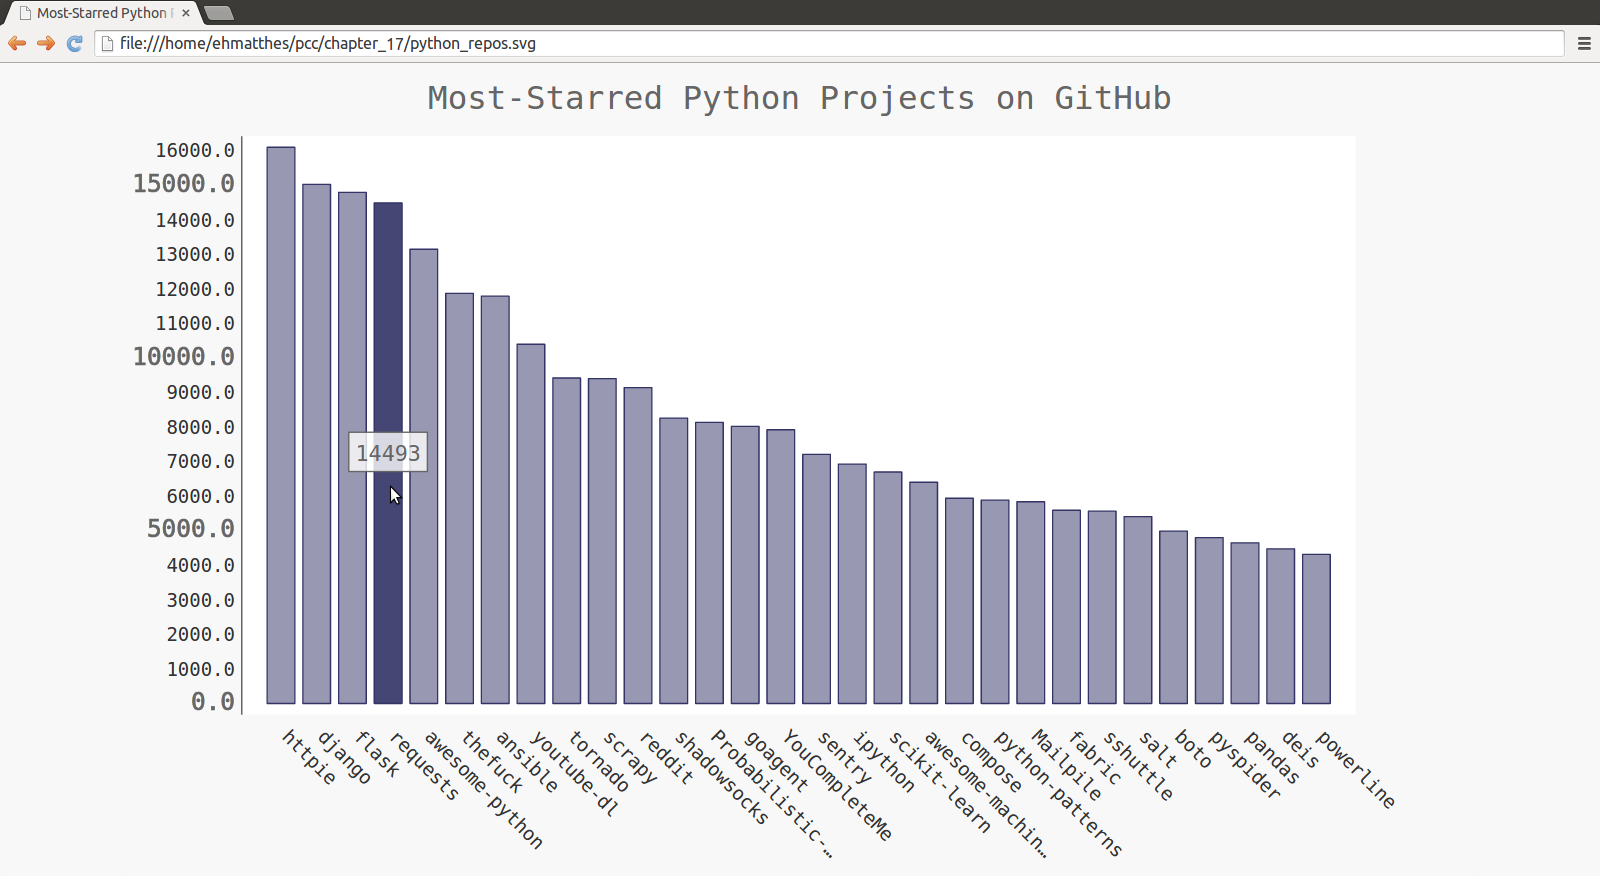 Most-Starred Python
file:///home/ehmatthes/pcc/chapter_17/python_repos.svg
Most-Starred Python Projects on GitHub
16000.0
15000.0
14000.0
13000.0
12000.0
11000.0
10000.0
9000.0
8000.0
7000.0
6000.0
5000.0
4000.0
3000.0
2000.0
1000.0
0.0
14493
httpie
django
flask
requests
awesome-python
thefuck
ansible
youtube-dl
tornado
scrapy
reddit
shadowsocks
Probabilistic-…
goagent
YouCompleteMe
sentry
ipython
scikit-learn
awesome-machin…
compose
python-patterns
Mailpile
fabric
sshuttle
salt
boto
pyspider
pandas
deis
powerline